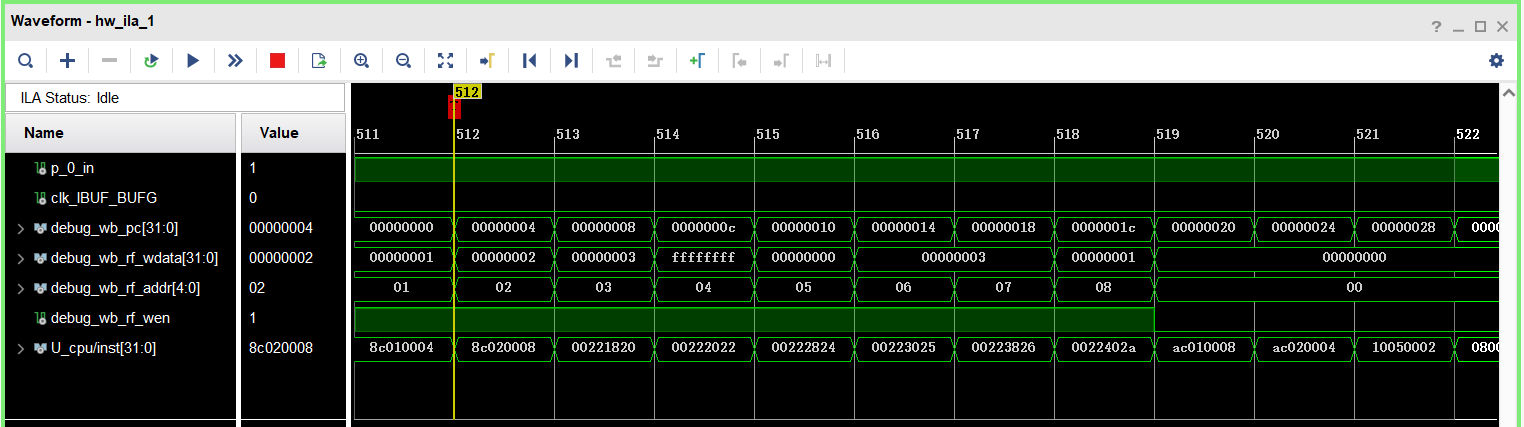 Waveform - hw_ila_1
ILA Status: Idle
512
Name Value 511 512 513 514 515 516 517 518 519 520 521 522
p_0_in 1
clk_IBUF_BUFG 0
debug_wb_pc[31:0] 00000004 00000000 00000004 00000008 0000000c 00000010 00000014 00000018 0000001c 00000020 00000024 00000028
debug_wb_rf_wdata[31:0] 00000002 00000001 00000002 00000003 ffffffff 00000000 00000003 00000001 00000000
debug_wb_rf_addr[4:0] 02 01 02 03 04 05 06 07 08 00
debug_wb_rf_wen 1
U_cpu/inst[31:0] 8c020008 8c010004 8c020008 00221820 00222022 00222824 00223025 00223826 0022402a ac010008 ac020004 10050002